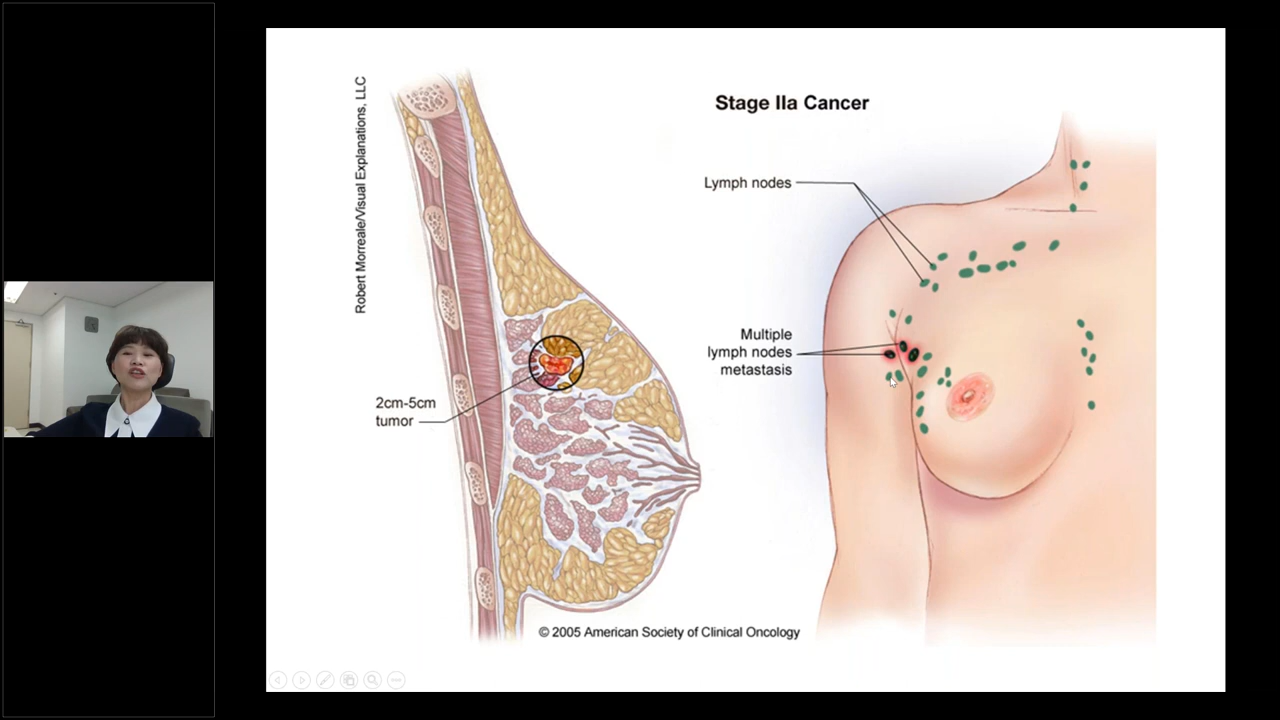 Robert Morreale/Visual Explanations, LLC
Stage IIa Cancer
Lymph nodes
Multiple
lymph nodes
metastasis
2cm-5cm
tumor
© 2005 American Society of Clinical Oncology